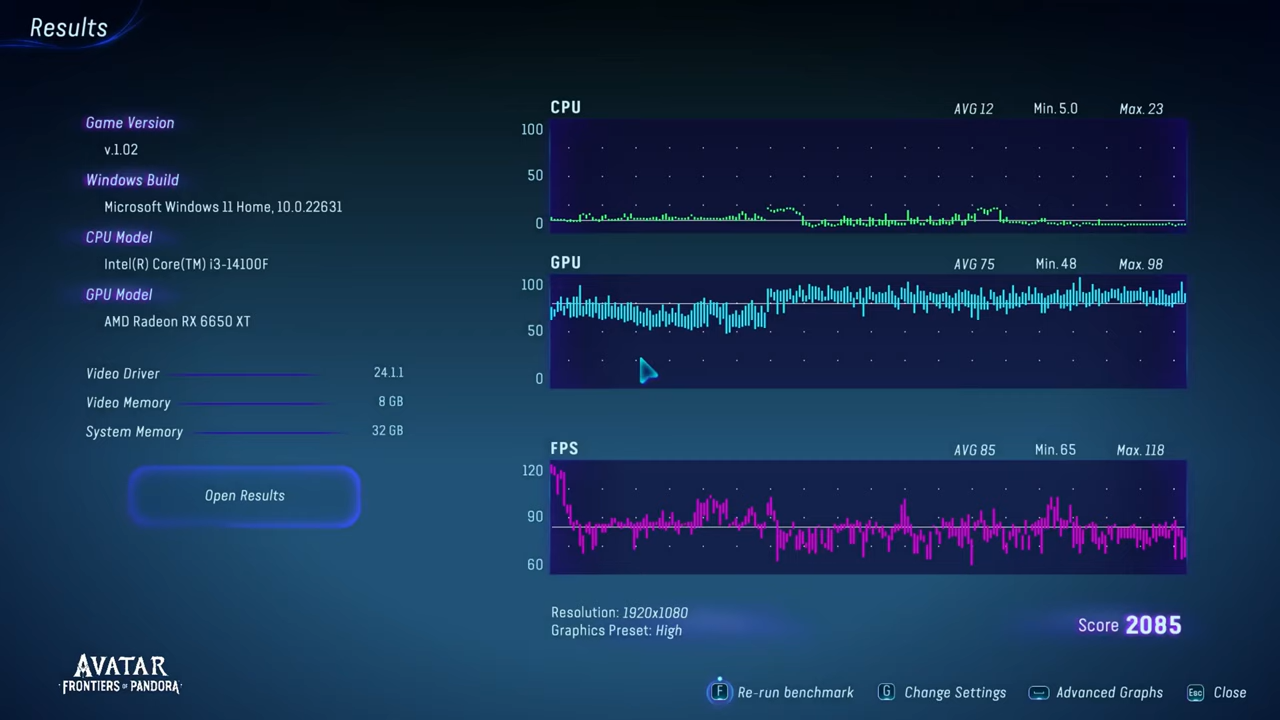 Results
Game Version
v.1.02
Windows Build
Microsoft Windows 11 Home, 10.0.22631
CPU Model
Intel(R) Core(TM) i3-14100F
GPU Model
AMD Radeon RX 6650 XT
Video Driver 24.1.1
Video Memory 8 GB
System Memory 32 GB
Open Results
CPU AVG 12 Min. 5.0 Max. 23
100
50
0
GPU AVG 75 Min. 48 Max. 98
100
50
0
FPS AVG 85 Min. 65 Max. 118
120
90
60
Resolution: 1920x1080
Graphics Preset: High
Score 2085
AVATAR
FRONTIERS OF PANDORA
F Re-run benchmark G Change Settings Advanced Graphs Esc Close